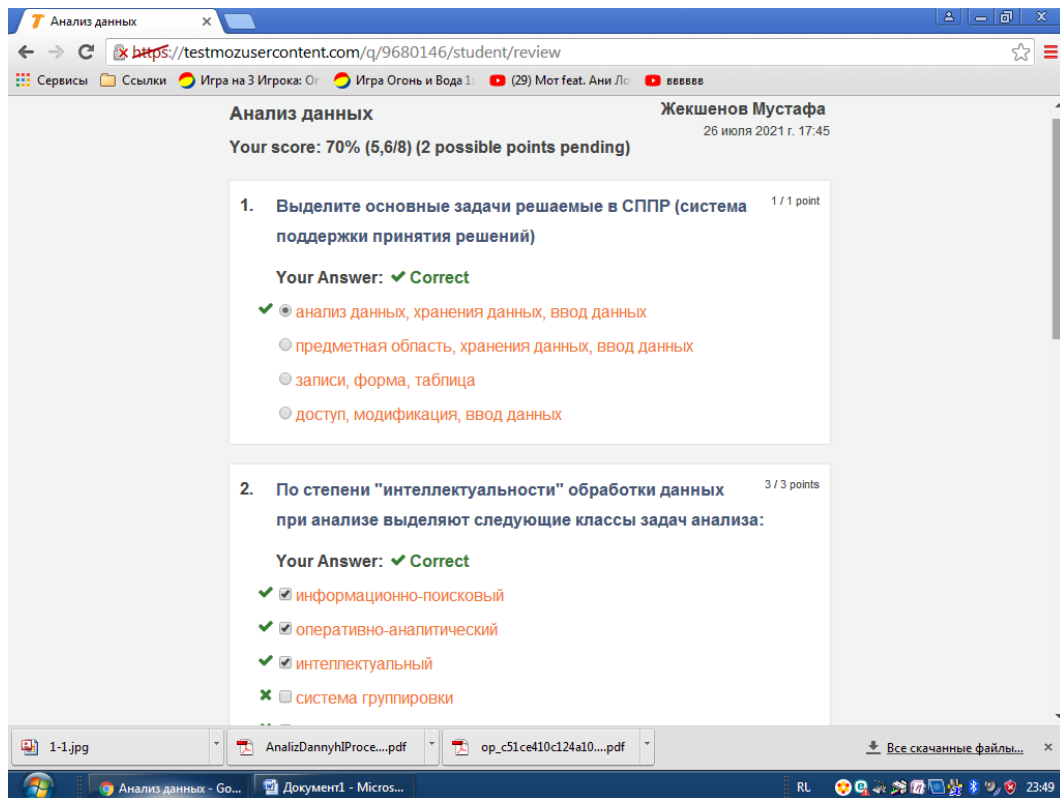 Анализ данных
https://testmozusercontent.com/q/9680146/student/review
Сервисы Ссылки Игра на 3 Игрока: Ог Игра Огонь и Вода 1: (29) Мот feat. Ани Ло вввввв
Анализ данных
Жекшенов Мустафа
26 июля 2021 г. 17:45
Your score: 70% (5,6/8) (2 possible points pending)
1. Выделите основные задачи решаемые в СППР (система поддержки принятия решений)
1 / 1 point
Your Answer: Correct
анализ данных, хранения данных, ввод данных
предметная область, хранения данных, ввод данных
записи, форма, таблица
доступ, модификация, ввод данных
2. По степени "интеллектуальности" обработки данных
3 / 3 points
при анализе выделяют следующие классы задач анализа:
Your Answer: Correct
информационно-поисковый
оперативно-аналитический
интеллектуальный
система группировки
1-1.jpg AnalizDannyhIProce....pdf op_c51ce410c124a10....pdf Все скачанные файлы...
Анализ данных - Go... Документ1 - Micros... RL 23:49